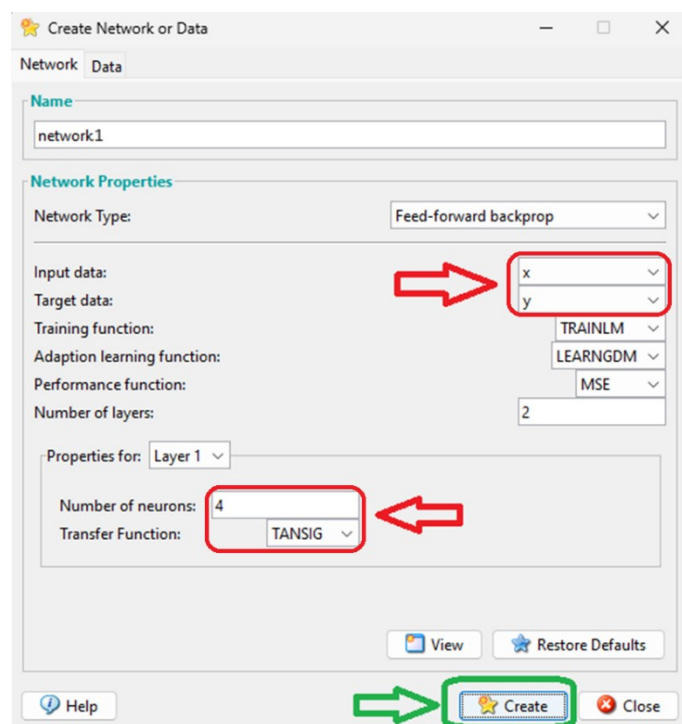 Create Network or Data
Network Data
Name
network1
Network Properties
Network Type: Feed-forward backprop
Input data: x
Target data: y
Training function: TRAINLM
Adaption learning function: LEARNGDM
Performance function: MSE
Number of layers: 2
Properties for: Layer 1
Number of neurons: 4
Transfer Function: TANSIG
View Restore Defaults
Help Create Close